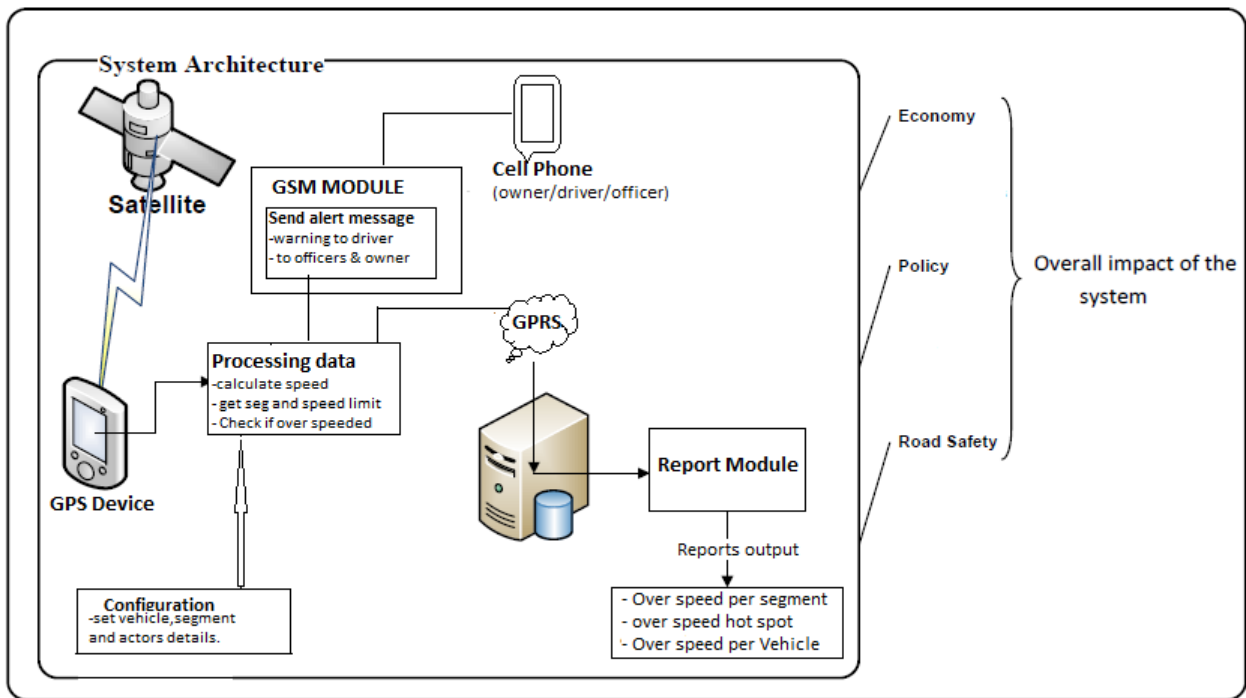 System Architecture
Satellite
GSM MODULE
Send alert message
-warning to driver
- to officers & owner
Cell Phone
(owner/driver/officer)
GPRS
Processing data
-calculate speed
- get seg and speed limit
- Check if over speeded
GPS Device
Configuration
-set vehicle,segment
and actors details.
Report Module
Reports output
- Over speed per segment
- over speed hot spot
- Over speed per Vehicle
Economy
Policy
Road Safety
Overall impact of the
system